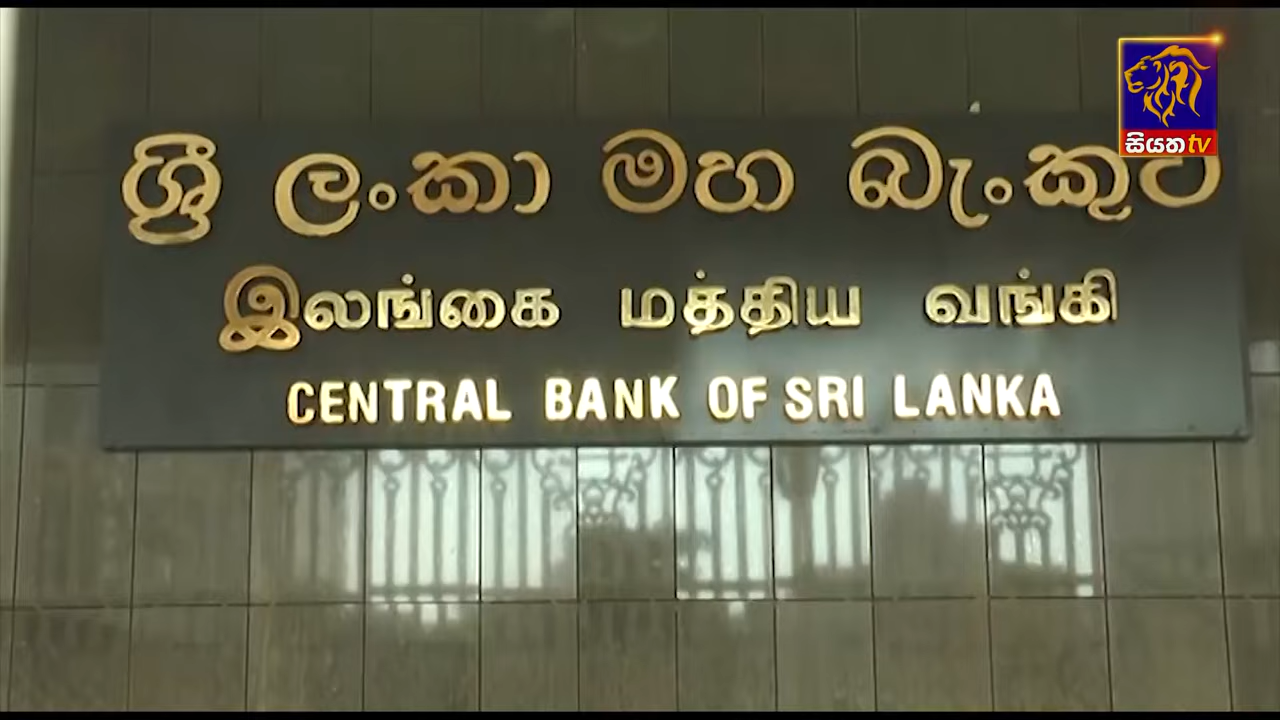 ශ්‍රී ලංකා මහ බැංකුව
இலங்கை மத்திய வங்கி
CENTRAL BANK OF SRI LANKA
සියත tv